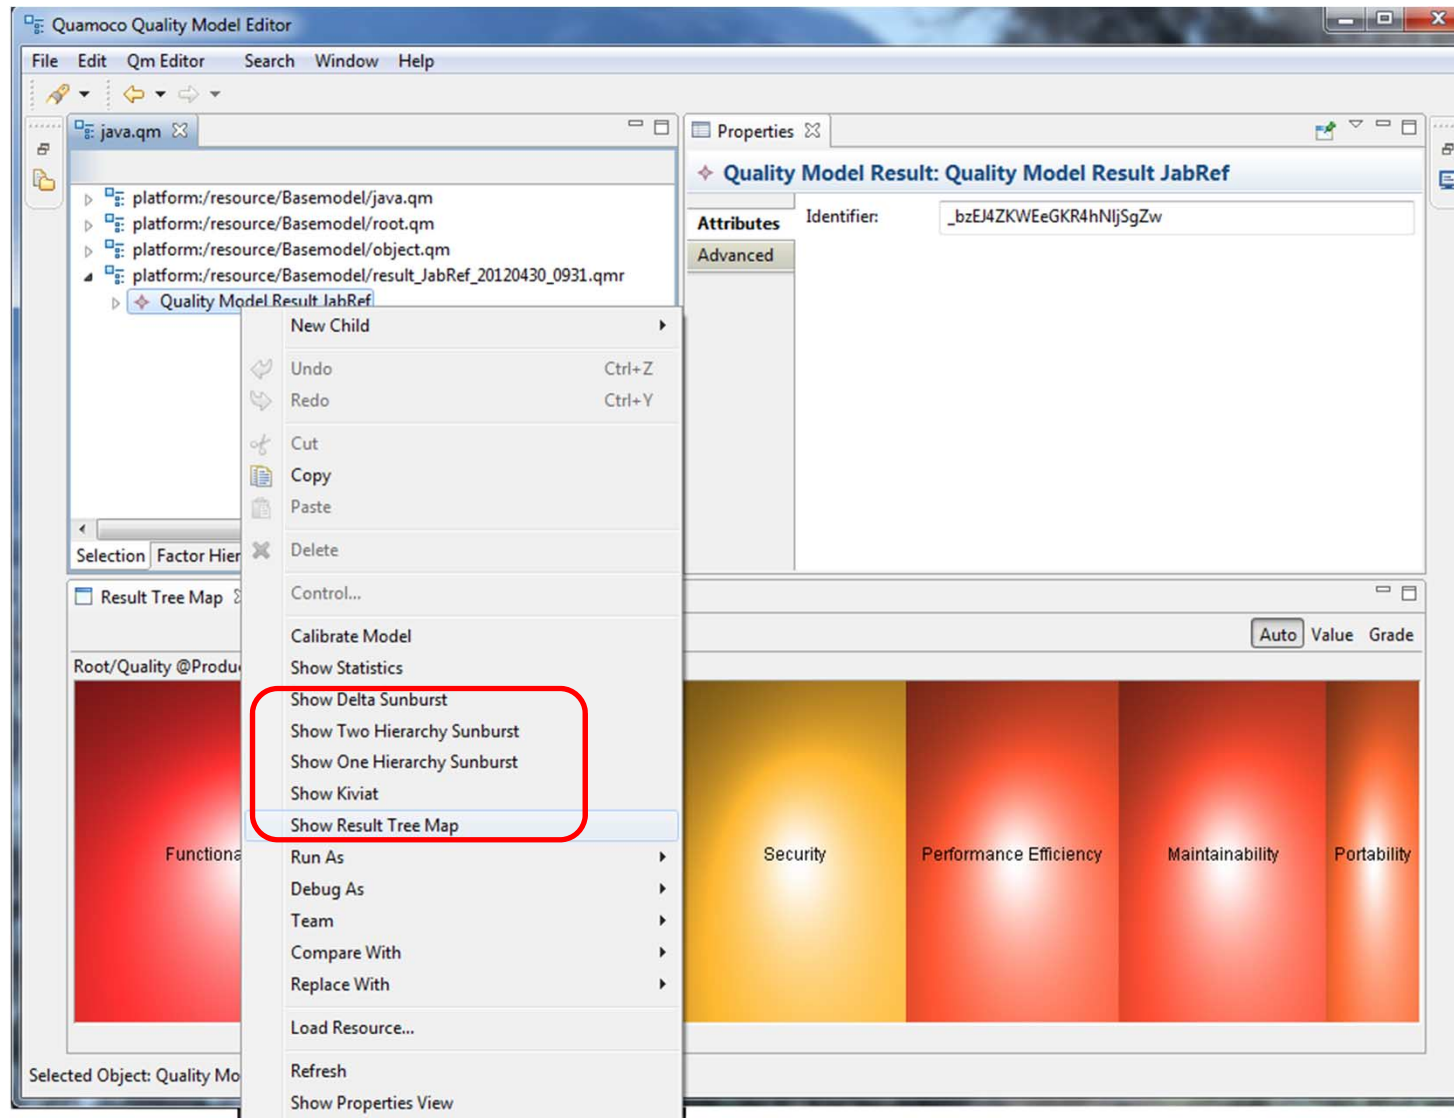 Quamoco Quality Model Editor
File Edit Qm Editor Search Window Help
java.qm
platform:/resource/Basemodel/java.qm
platform:/resource/Basemodel/root.qm
platform:/resource/Basemodel/object.qm
platform:/resource/Basemodel/result_JabRef_20120430_0931.qmr
Quality Model Result JabRef
Selection Factor Hier
Properties
Quality Model Result: Quality Model Result JabRef
Attributes
Advanced
Identifier: _bzEJ4ZKWEeGKR4hNljSgZw
New Child
Undo Ctrl+Z
Redo Ctrl+Y
Cut
Copy
Paste
Delete
Control...
Calibrate Model
Show Statistics
Show Delta Sunburst
Show Two Hierarchy Sunburst
Show One Hierarchy Sunburst
Show Kiviat
Show Result Tree Map
Run As
Debug As
Team
Compare With
Replace With
Load Resource...
Refresh
Show Properties View
Result Tree Map
Auto Value Grade
Root/Quality @Produ
Functiona
Security
Performance Efficiency
Maintainability
Portability
Selected Object: Quality Mo